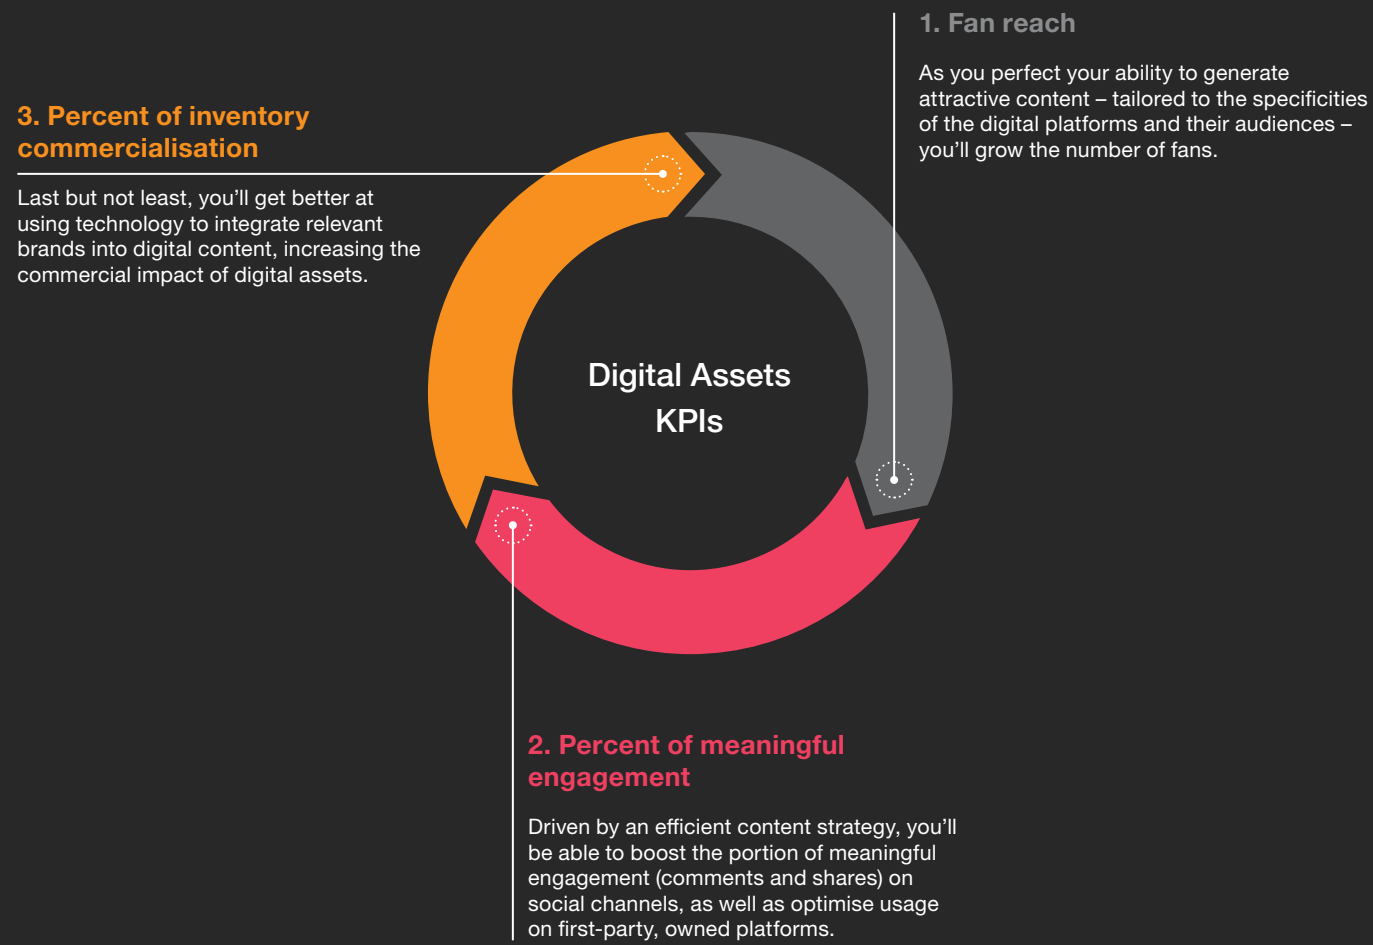 1. Fan reach
As you perfect your ability to generate
attractive content – tailored to the specificities
of the digital platforms and their audiences –
you’ll grow the number of fans.
3. Percent of inventory
commercialisation
Last but not least, you’ll get better at
using technology to integrate relevant
brands into digital content, increasing the
commercial impact of digital assets.
Digital Assets
KPIs
2. Percent of meaningful
engagement
Driven by an efficient content strategy, you’ll
be able to boost the portion of meaningful
engagement (comments and shares) on
social channels, as well as optimise usage
on first-party, owned platforms.